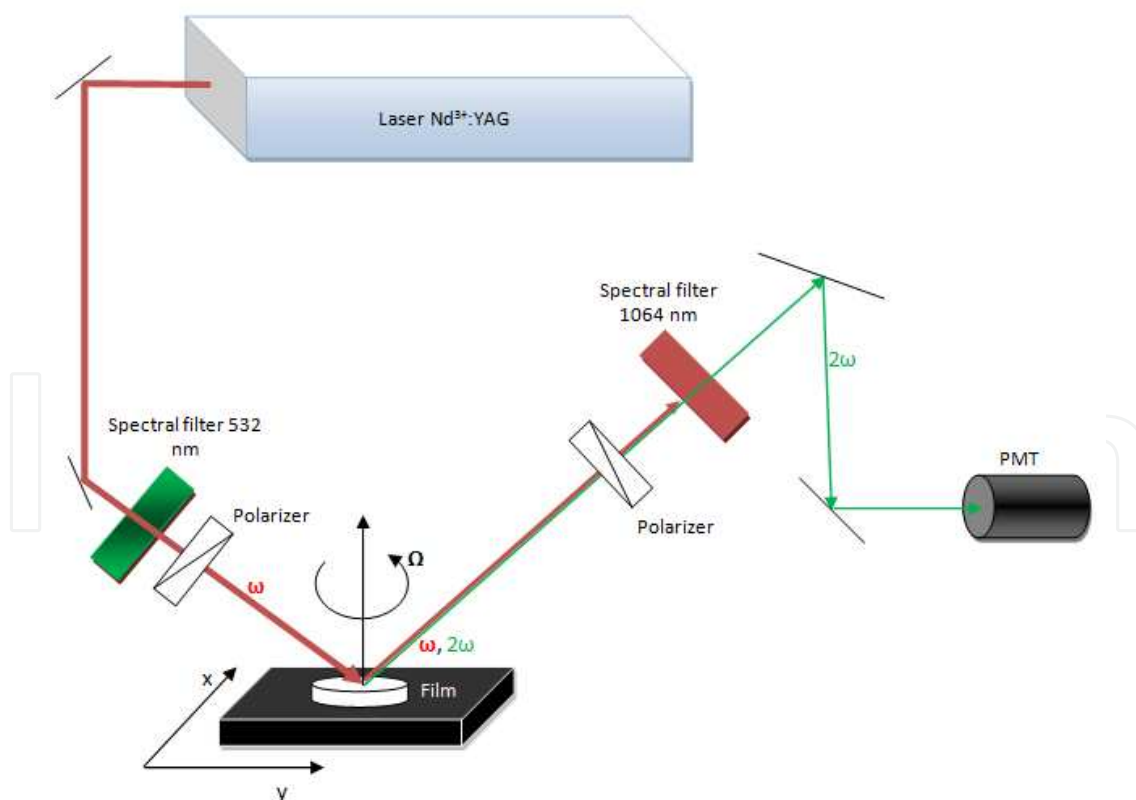 Laser Nd³⁺:YAG
Spectral filter
1064 nm
2ω
Spectral filter 532
nm
PMT
Polarizer
Polarizer
Ω
ω
ω, 2ω
x
Film
y